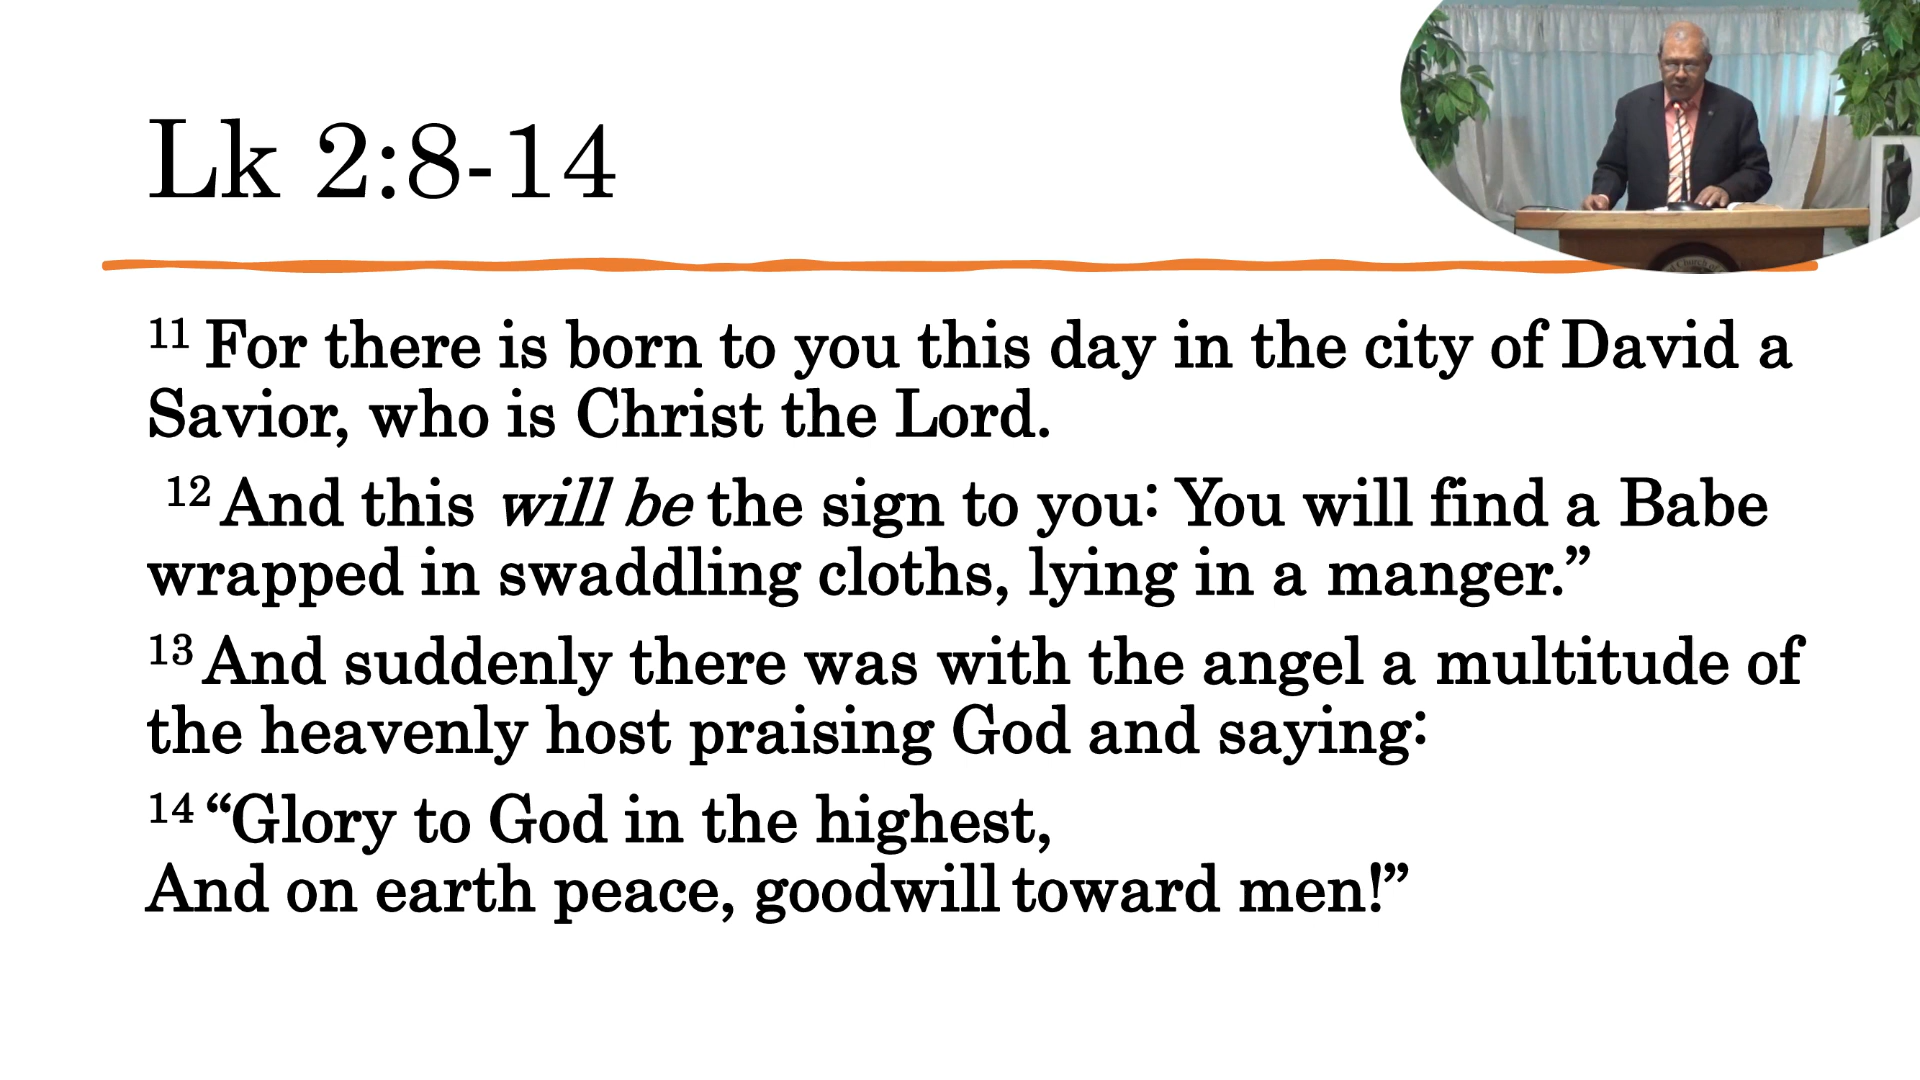 Lk 2:8-14
Church of
11 For there is born to you this day in the city of David a
Savior, who is Christ the Lord.
12 And this will be the sign to you: You will find a Babe
wrapped in swaddling cloths, lying in a manger.”
13 And suddenly there was with the angel a multitude of
the heavenly host praising God and saying:
14 “Glory to God in the highest,
And on earth peace, goodwill toward men!”